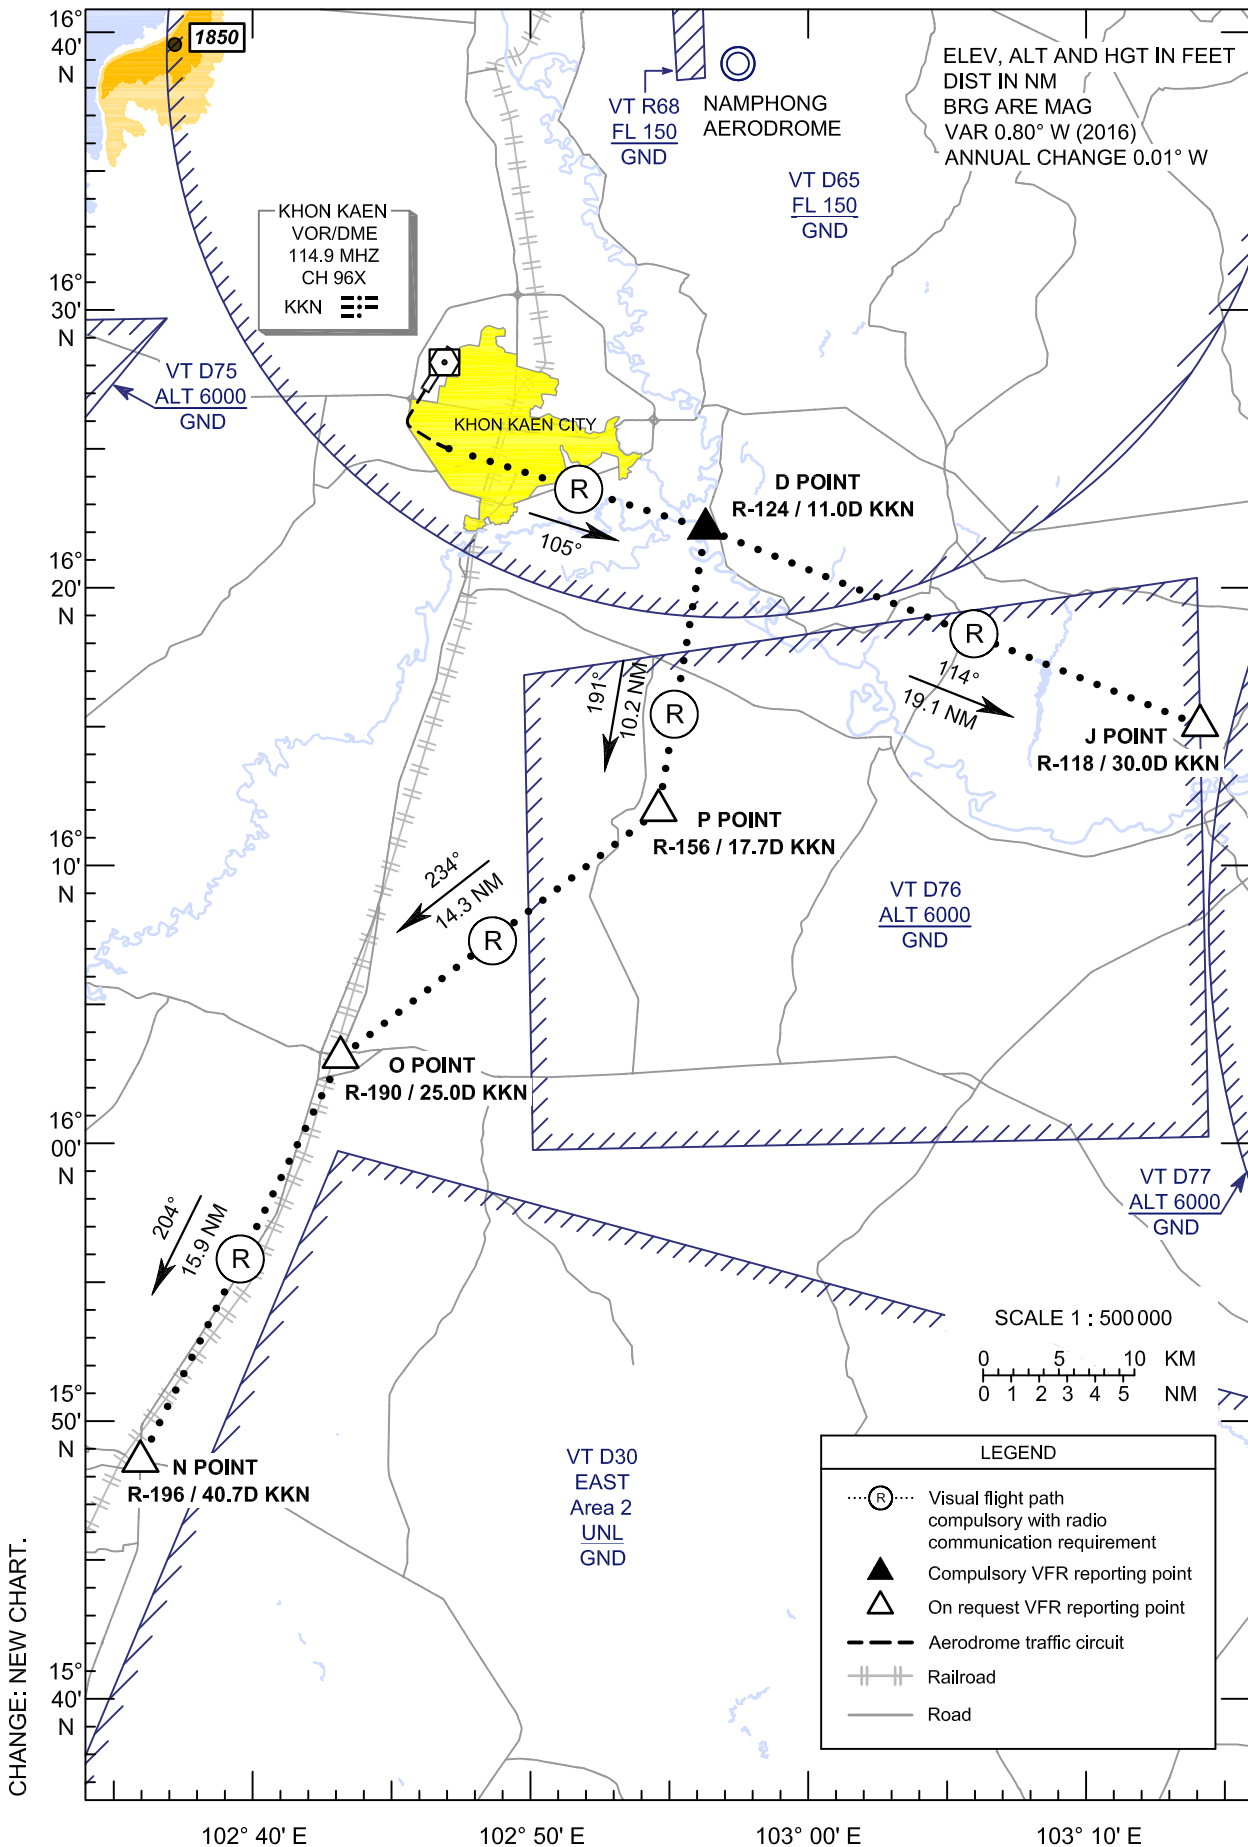 16°
40'
N
1850
VT R68
FL 150
GND
NAMPHONG
AERODROME
ELEV, ALT AND HGT IN FEET
DIST IN NM
BRG ARE MAG
VAR 0.80° W (2016)
ANNUAL CHANGE 0.01° W
VT D65
FL 150
GND
KHON KAEN
VOR/DME
114.9 MHZ
CH 96X
KKN
16°
30'
N
VT D75
ALT 6000
GND
KHON KAEN CITY
R
105°
D POINT
R-124 / 11.0D KKN
16°
20'
N
R
114°
19.1 NM
191°
10.2 NM
R
J POINT
R-118 / 30.0D KKN
P POINT
R-156 / 17.7D KKN
16°
10'
N
234°
14.3 NM
R
VT D76
ALT 6000
GND
O POINT
R-190 / 25.0D KKN
16°
00'
N
VT D77
ALT 6000
GND
204°
15.9 NM
R
SCALE 1 : 500 000
0 5 10 KM
0 1 2 3 4 5 NM
15°
50'
N
N POINT
R-196 / 40.7D KKN
VT D30
EAST
Area 2
UNL
GND
LEGEND
R Visual flight path
compulsory with radio
communication requirement
Compulsory VFR reporting point
On request VFR reporting point
Aerodrome traffic circuit
Railroad
Road
15°
40'
N
CHANGE: NEW CHART.
102° 40' E 102° 50' E 103° 00' E 103° 10' E